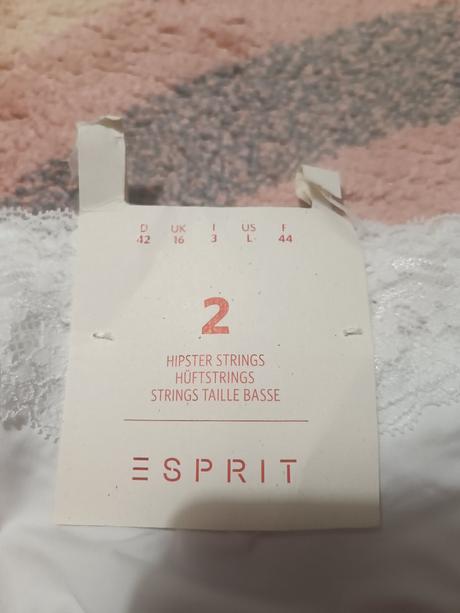 D UK I US F
42 16 3 L 44
2
HIPSTER STRINGS
HÜFTSTRINGS
STRINGS TAILLE BASSE
ESPRIT